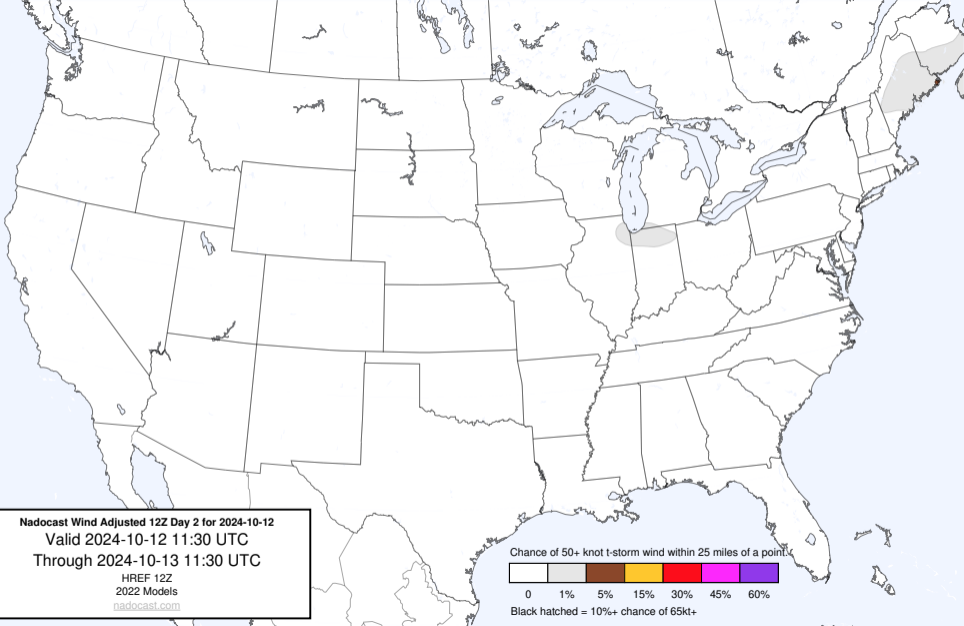 Nadocast Wind Adjusted 12Z Day 2 for 2024-10-12
Valid 2024-10-12 11:30 UTC
Through 2024-10-13 11:30 UTC
HREF 12Z
2022 Models
nadocast.com
Chance of 50+ knot t-storm wind within 25 miles of a point.
0 1% 5% 15% 30% 45% 60%
Black hatched = 10%+ chance of 65kt+